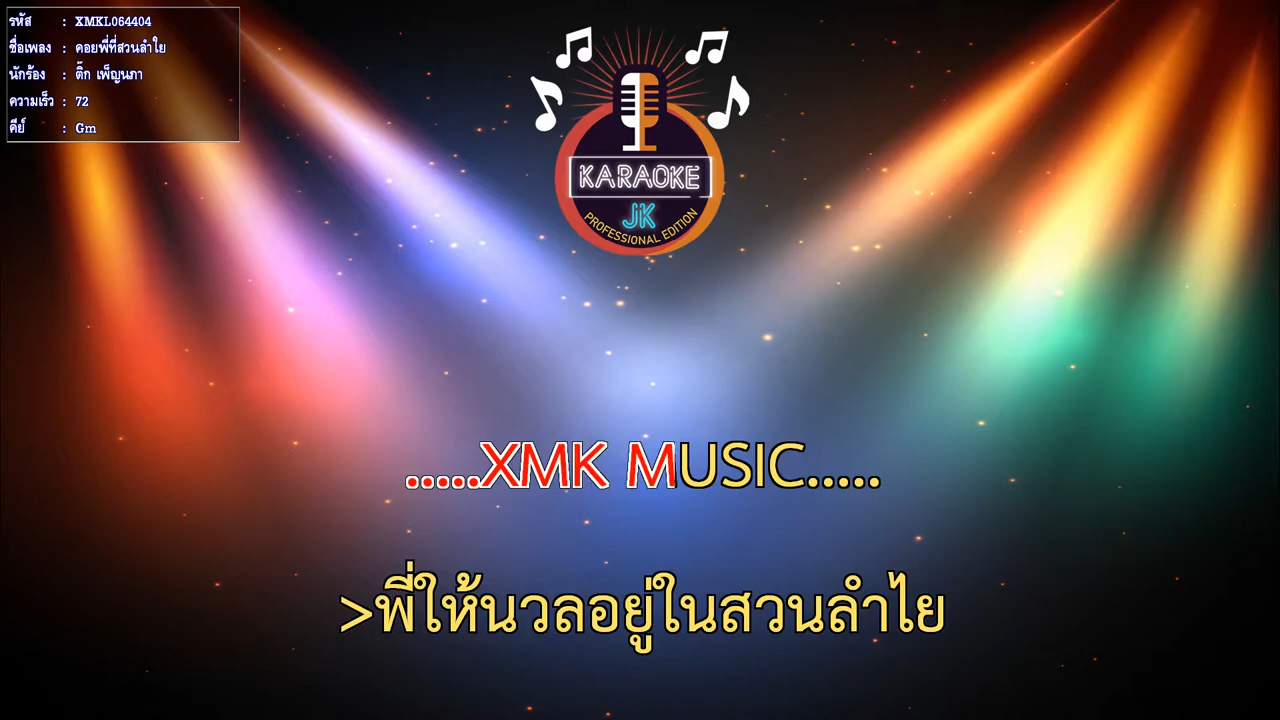 รหัส : XMKL064404
ชื่อเพลง : คอยพี่ที่สวนลำใย
นักร้อง : ติ๊ก เพ็ญนภา
ความเร็ว : 72
คีย์ : Gm
KARAOKE
JK
PROFESSIONAL EDITION
.....XMK MUSIC.....
>พี่ให้นวลอยู่ในสวนลำไย